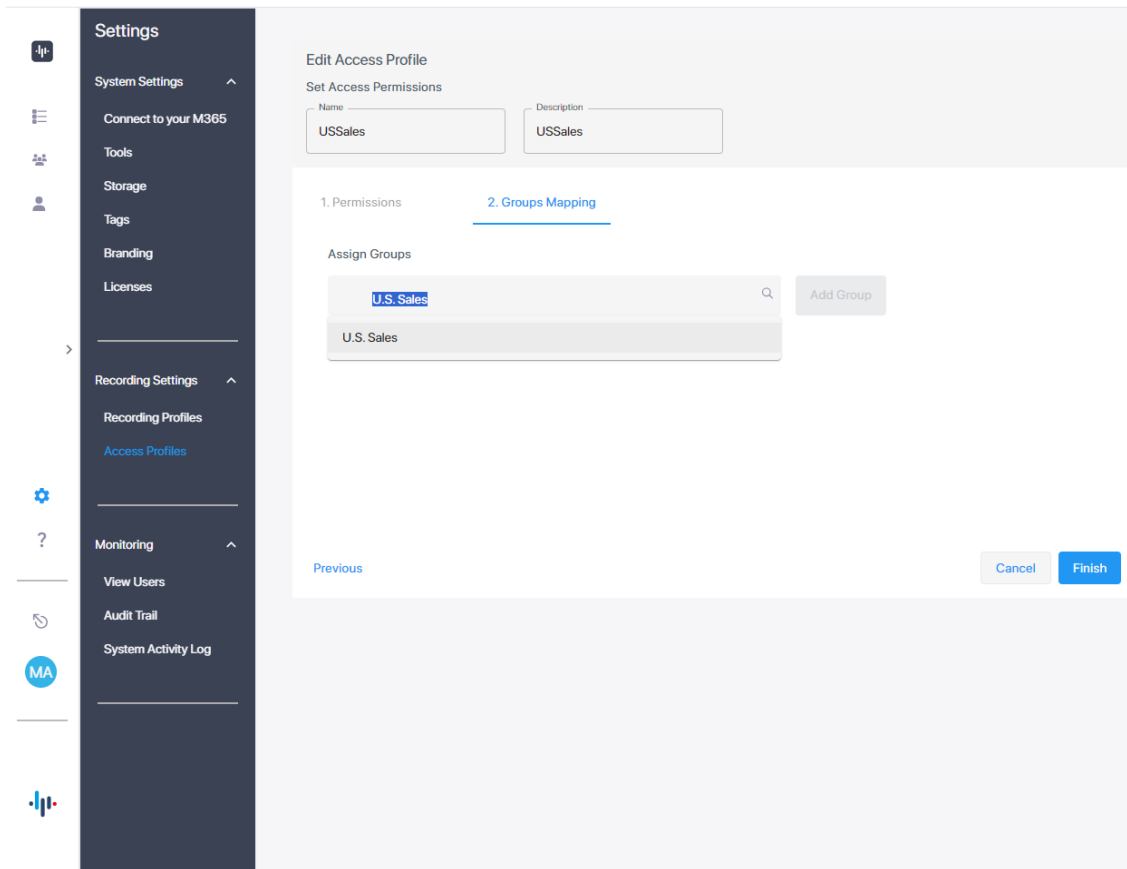 Settings
System Settings
Connect to your M365
Tools
Storage
Tags
Branding
Licenses
Recording Settings
Recording Profiles
Access Profiles
Monitoring
View Users
Audit Trail
System Activity Log
?
MA
Edit Access Profile
Set Access Permissions
Name
USSales
Description
USSales
1. Permissions
2. Groups Mapping
Assign Groups
U.S. Sales
Add Group
U.S. Sales
Previous
Cancel
Finish